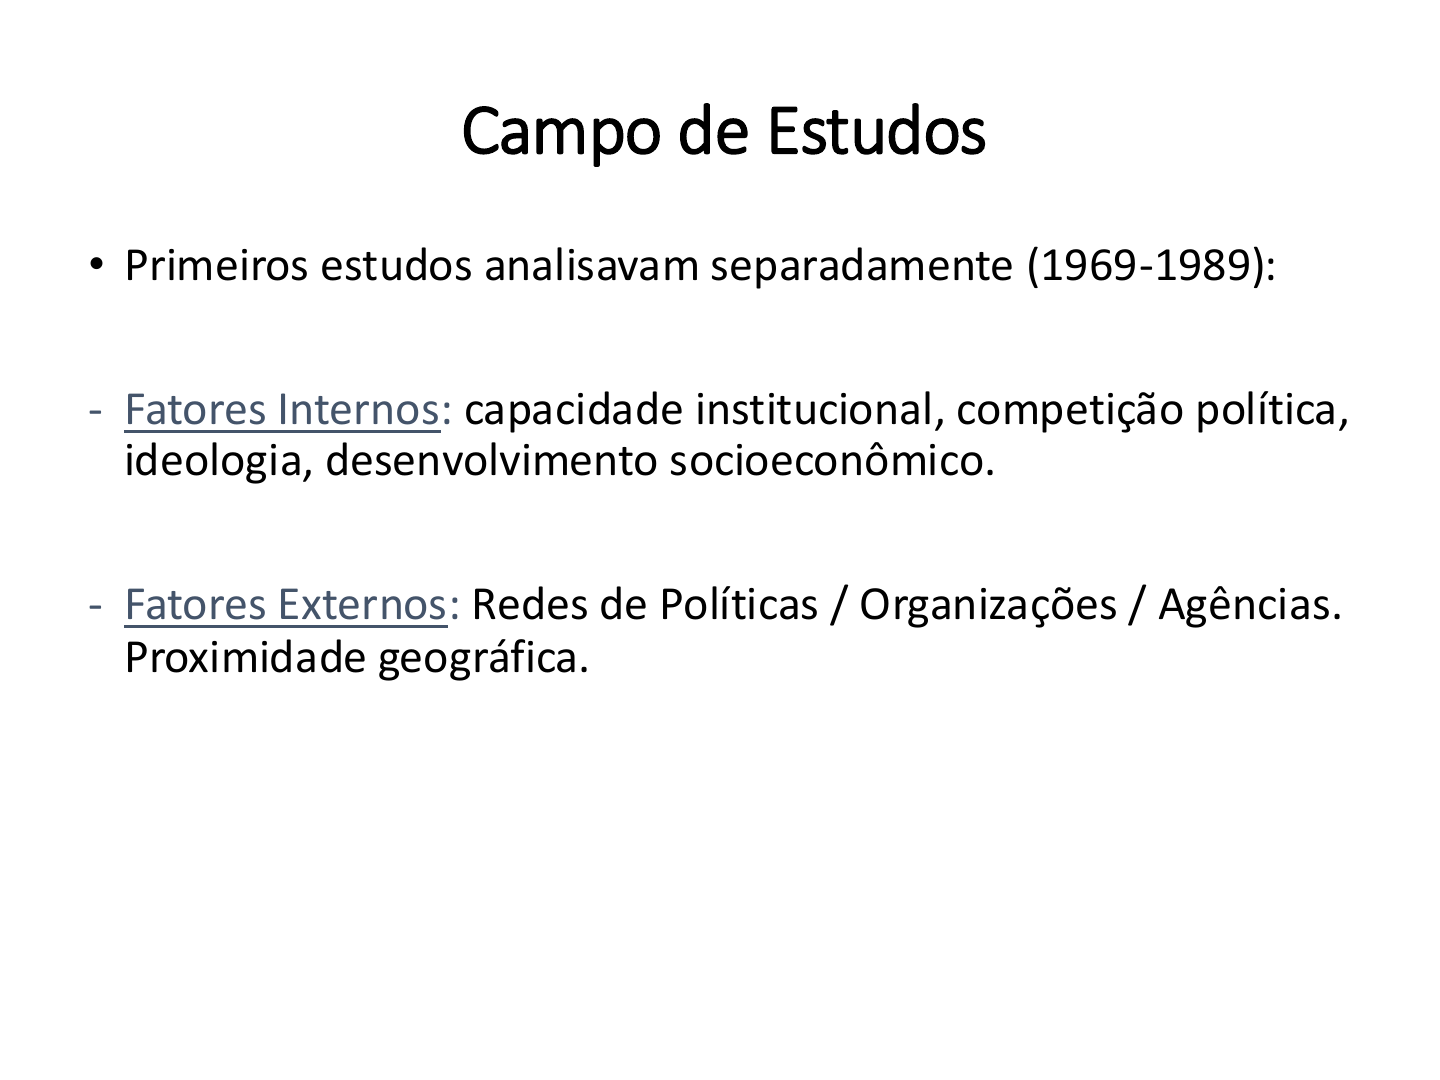 Campo de Estudos
• Primeiros estudos analisavam separadamente (1969-1989):
- Fatores Internos: capacidade institucional, competição política,
ideologia, desenvolvimento socioeconômico.
- Fatores Externos: Redes de Políticas / Organizações / Agências.
Proximidade geográfica.